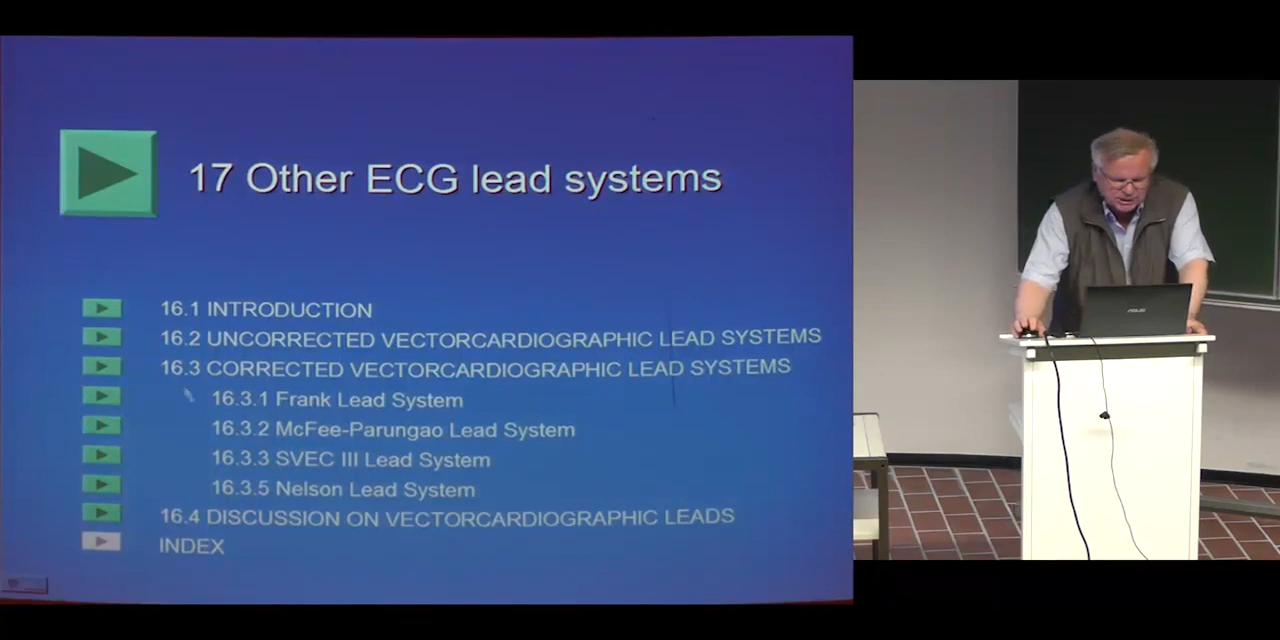 17 Other ECG lead systems
16.1 INTRODUCTION
16.2 UNCORRECTED VECTORCARDIOGRAPHIC LEAD SYSTEMS
16.3 CORRECTED VECTORCARDIOGRAPHIC LEAD SYSTEMS
16.3.1 Frank Lead System
16.3.2 McFee-Parungao Lead System
16.3.3 SVEC III Lead System
16.3.5 Nelson Lead System
16.4 DISCUSSION ON VECTORCARDIOGRAPHIC LEADS
INDEX
ASUS